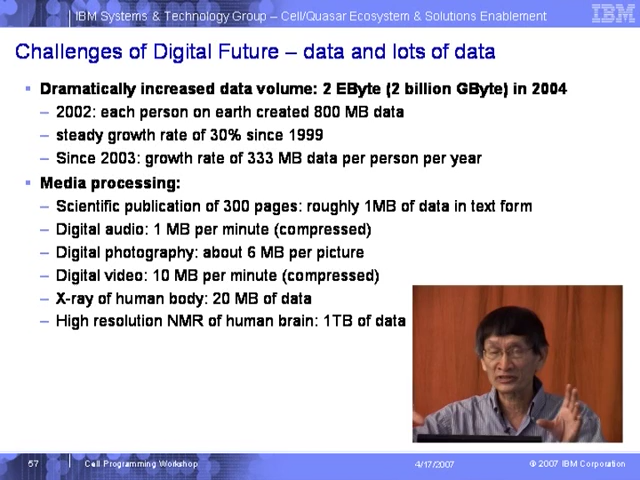 IBM Systems & Technology Group – Cell/Quasar Ecosystem & Solutions Enablement
IBM
Challenges of Digital Future – data and lots of data
▪ Dramatically increased data volume: 2 EByte (2 billion GByte) in 2004
– 2002: each person on earth created 800 MB data
– steady growth rate of 30% since 1999
– Since 2003: growth rate of 333 MB data per person per year
▪ Media processing:
– Scientific publication of 300 pages: roughly 1MB of data in text form
– Digital audio: 1 MB per minute (compressed)
– Digital photography: about 6 MB per picture
– Digital video: 10 MB per minute (compressed)
– X-ray of human body: 20 MB of data
– High resolution NMR of human brain: 1TB of data
57 Cell Programming Workshop 4/17/2007 © 2007 IBM Corporation